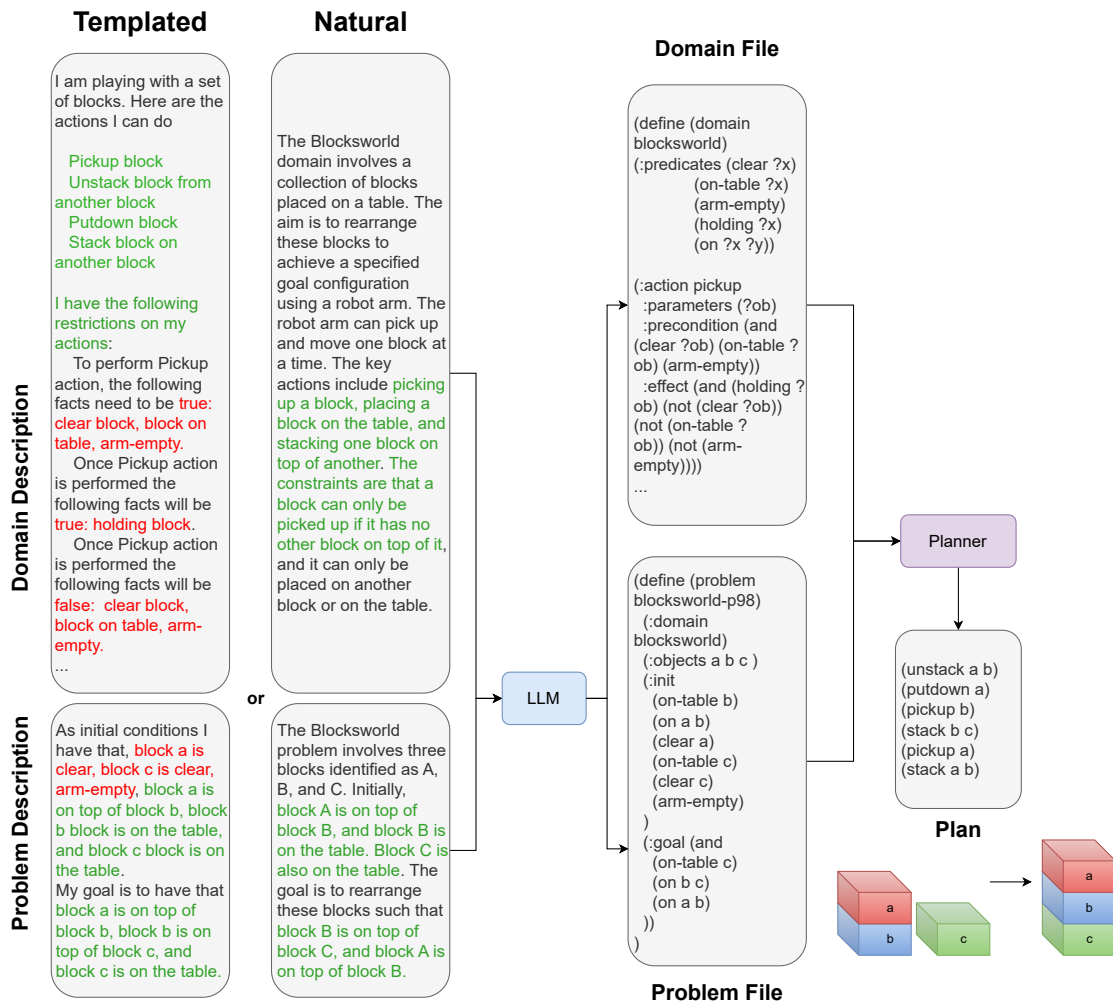 Templated
Natural
Domain Description
I am playing with a set
of blocks. Here are the
actions I can do
Pickup block
Unstack block from
another block
Putdown block
Stack block on
another block
I have the following
restrictions on my
actions:
To perform Pickup
action, the following
facts need to be true:
clear block, block on
table, arm-empty.
Once Pickup action
is performed the
following facts will be
true: holding block.
Once Pickup action
is performed the
following facts will be
false: clear block,
block on table, arm-
empty.
...
The Blocksworld
domain involves a
collection of blocks
placed on a table. The
aim is to rearrange
these blocks to
achieve a specified
goal configuration
using a robot arm. The
robot arm can pick up
and move one block at
a time. The key
actions include picking
up a block, placing a
block on the table, and
stacking one block on
top of another. The
constraints are that a
block can only be
picked up if it has no
other block on top of it,
and it can only be
placed on another
block or on the table.
or
Problem Description
As initial conditions I
have that, block a is
clear, block c is clear,
arm-empty, block a is
on top of block b, block
b block is on the table,
and block c block is on
the table.
My goal is to have that
block a is on top of
block b, block b is on
top of block c, and
block c is on the table.
The Blocksworld
problem involves three
blocks identified as A,
B, and C. Initially,
block A is on top of
block B, and block B is
on the table. Block C is
also on the table. The
goal is to rearrange
these blocks such that
block B is on top of
block C, and block A is
on top of block B.
LLM
Domain File
(define (domain
blocksworld)
(:predicates (clear ?x)
(on-table ?x)
(arm-empty)
(holding ?x)
(on ?x ?y))
(:action pickup
:parameters (?ob)
:precondition (and
(clear ?ob) (on-table ?
ob) (arm-empty))
:effect (and (holding ?
ob) (not (clear ?ob))
(not (on-table ?
ob)) (not (arm-
empty))))
...
(define (problem
blocksworld-p98)
(:domain
blocksworld)
(:objects a b c )
(:init
(on-table b)
(on a b)
(clear a)
(on-table c)
(clear c)
(arm-empty)
)
(:goal (and
(on-table c)
(on b c)
(on a b)
))
)
Problem File
Planner
(unstack a b)
(putdown a)
(pickup b)
(stack b c)
(pickup a)
(stack a b)
Plan
a
b
c
a
b
c